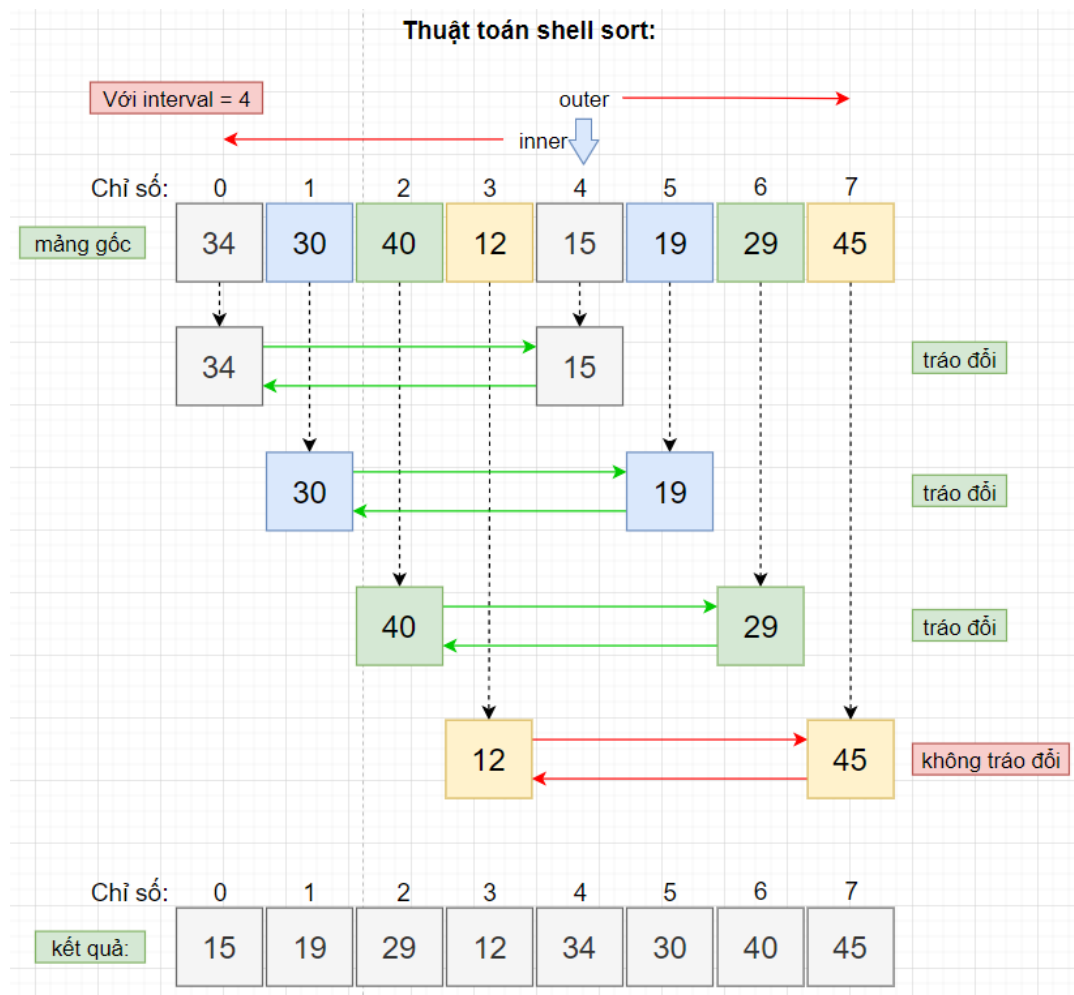 Thuật toán shell sort:
Với interval = 4
outer
inner
Chỉ số: 0 1 2 3 4 5 6 7
mảng gốc 34 30 40 12 15 19 29 45
34 15 tráo đổi
30 19 tráo đổi
40 29 tráo đổi
12 45 không tráo đổi
Chỉ số: 0 1 2 3 4 5 6 7
kết quả: 15 19 29 12 34 30 40 45